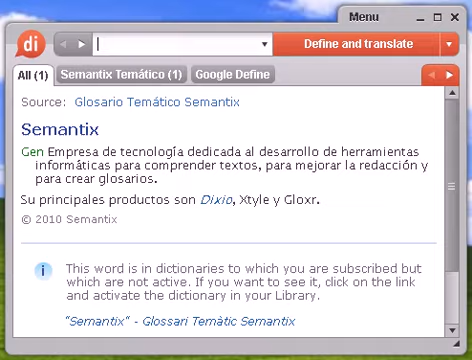 Menu
di
Define and translate
All (1)
Semantix Temático (1)
Google Define
Source: Glosario Temático Semantix
Semantix
Gen Empresa de tecnología dedicada al desarrollo de herramientas
informáticas para comprender textos, para mejorar la redacción y
para crear glosarios.
Su principales productos son Dixio, Xtyle y Gloxr.
© 2010 Semantix
i
This word is in dictionaries to which you are subscribed but
which are not active. If you want to see it, click on the link
and activate the dictionary in your Library.
"Semantix" - Glossari Temàtic Semantix